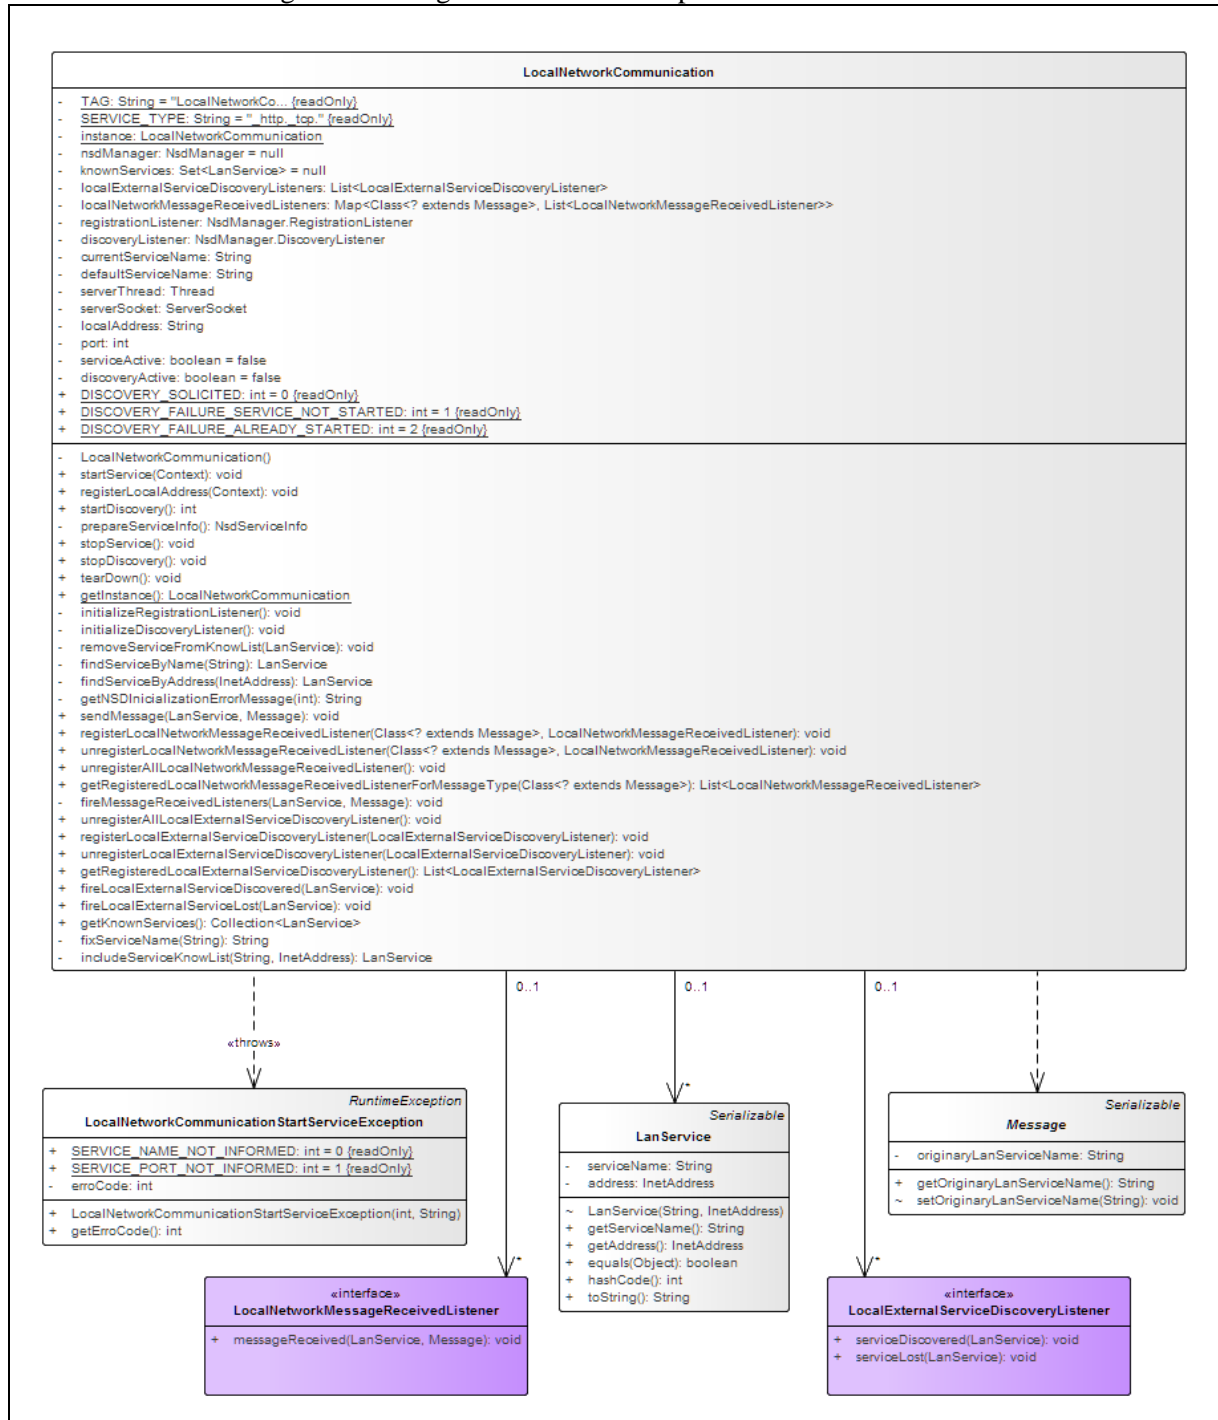 LocalNetworkCommunication
- TAG: String = "LocalNetworkCo... {readOnly}
- SERVICE_TYPE: String = "_http._tcp." {readOnly}
- instance: LocalNetworkCommunication
- nsdManager: NsdManager = null
- knownServices: Set<LanService> = null
- localExternalServiceDiscoveryListeners: List<LocalExternalServiceDiscoveryListener>
- localNetworkMessageReceivedListeners: Map<Class<? extends Message>, List<LocalNetworkMessageReceivedListener>>
- registrationListener: NsdManager.RegistrationListener
- discoveryListener: NsdManager.DiscoveryListener
- currentServiceName: String
- defaultServiceName: String
- serverThread: Thread
- serverSocket: ServerSocket
- localAddress: String
- port: int
- serviceActive: boolean = false
- discoveryActive: boolean = false
+ DISCOVERY_SOLICITED: int = 0 {readOnly}
+ DISCOVERY_FAILURE_SERVICE_NOT_STARTED: int = 1 {readOnly}
+ DISCOVERY_FAILURE_ALREADY_STARTED: int = 2 {readOnly}
- LocalNetworkCommunication()
+ startService(Context): void
+ registerLocalAddress(Context): void
+ startDiscovery(): int
- prepareServiceInfo(): NsdServiceInfo
+ stopService(): void
+ stopDiscovery(): void
+ tearDown(): void
+ getInstance(): LocalNetworkCommunication
- initializeRegistrationListener(): void
- initializeDiscoveryListener(): void
- removeServiceFromKnowList(LanService): void
- findServiceByName(String): LanService
- findServiceByAddress(InetAddress): LanService
- getNSDInicializationErrorMessage(int): String
+ sendMessage(LanService, Message): void
+ registerLocalNetworkMessageReceivedListener(Class<? extends Message>, LocalNetworkMessageReceivedListener): void
+ unregisterLocalNetworkMessageReceivedListener(Class<? extends Message>, LocalNetworkMessageReceivedListener): void
+ unregisterAllLocalNetworkMessageReceivedListener(): void
+ getRegisteredLocalNetworkMessageReceivedListenerForMessageType(Class<? extends Message>): List<LocalNetworkMessageReceivedListener>
- fireMessageReceivedListeners(LanService, Message): void
+ unregisterAllLocalExternalServiceDiscoveryListener(): void
+ registerLocalExternalServiceDiscoveryListener(LocalExternalServiceDiscoveryListener): void
+ unregisterLocalExternalServiceDiscoveryListener(LocalExternalServiceDiscoveryListener): void
+ getRegisteredLocalExternalServiceDiscoveryListener(): List<LocalExternalServiceDiscoveryListener>
+ fireLocalExternalServiceDiscovered(LanService): void
+ fireLocalExternalServiceLost(LanService): void
+ getKnownServices(): Collection<LanService>
- fixServiceName(String): String
- includeServiceKnowList(String, InetAddress): LanService
0..1 0..1 0..1
«throws»
RuntimeException
LocalNetworkCommunicationStartServiceException
+ SERVICE_NAME_NOT_INFORMED: int = 0 {readOnly}
+ SERVICE_PORT_NOT_INFORMED: int = 1 {readOnly}
- erroCode: int
+ LocalNetworkCommunicationStartServiceException(int, String)
+ getErroCode(): int
*
Serializable
LanService
- serviceName: String
- address: InetAddress
~ LanService(String, InetAddress)
+ getServiceName(): String
+ getAddress(): InetAddress
+ equals(Object): boolean
+ hashCode(): int
+ toString(): String
Serializable
Message
- originaryLanServiceName: String
+ getOriginaryLanServiceName(): String
~ setOriginaryLanServiceName(String): void
*
«interface»
LocalNetworkMessageReceivedListener
+ messageReceived(LanService, Message): void
*
«interface»
LocalExternalServiceDiscoveryListener
+ serviceDiscovered(LanService): void
+ serviceLost(LanService): void